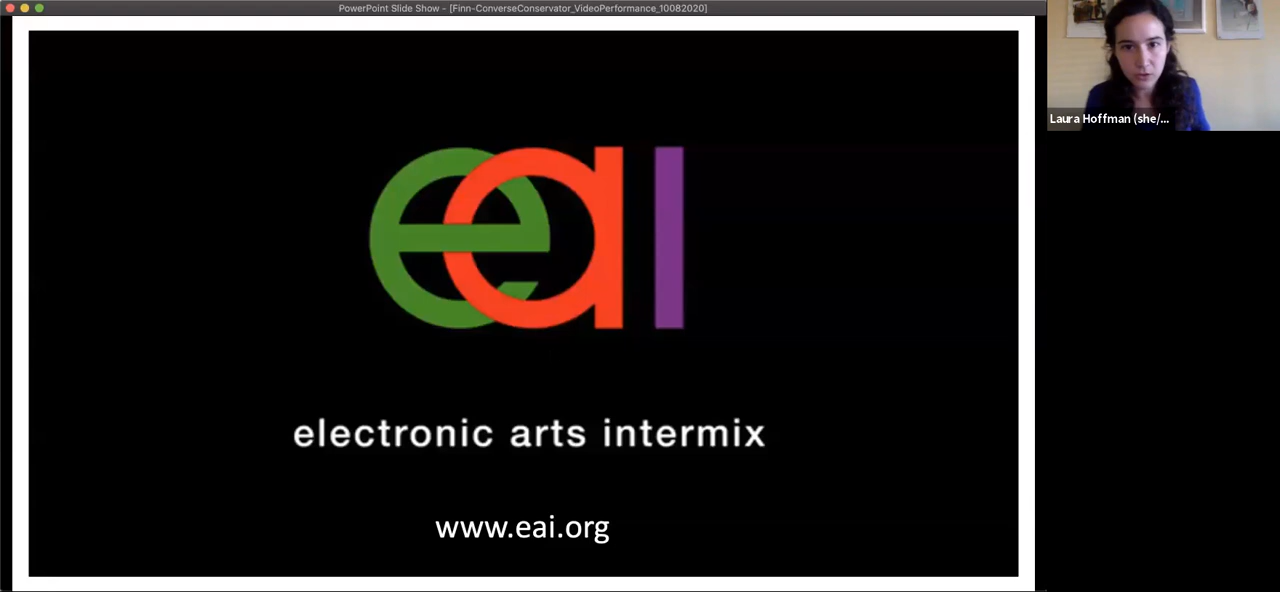 PowerPoint Slide Show - [Finn-ConverseConservator_VideoPerformance_10082020]
eai
electronic arts intermix
www.eai.org
Laura Hoffman (she/...